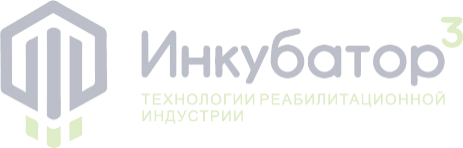 Инкубатор³
ТЕХНОЛОГИИ РЕАБИЛИТАЦИОННОЙ
ИНДУСТРИИ